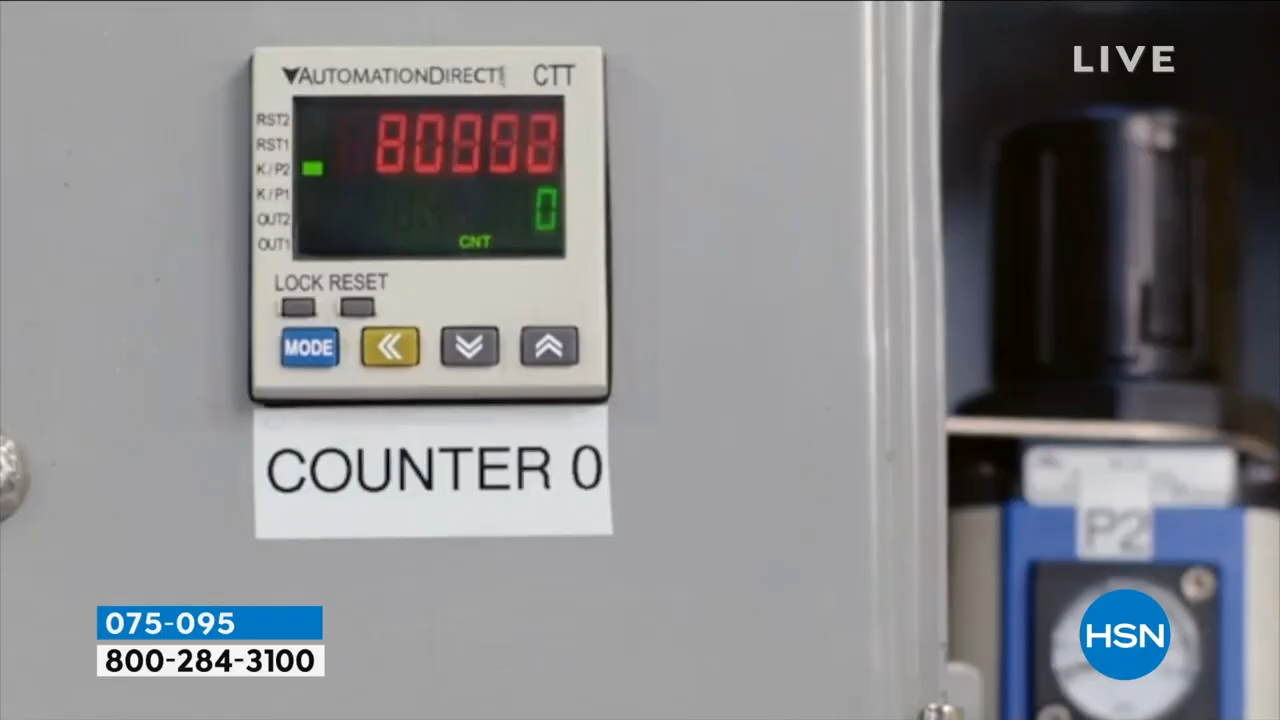 LIVE
AUTOMATIONDIRECT CTT
RST2
RST1
K/P2
K/P1
OUT2
OUT1
0
CNT
LOCK RESET
MODE
COUNTER 0
P2
075-095
800-284-3100
HSN